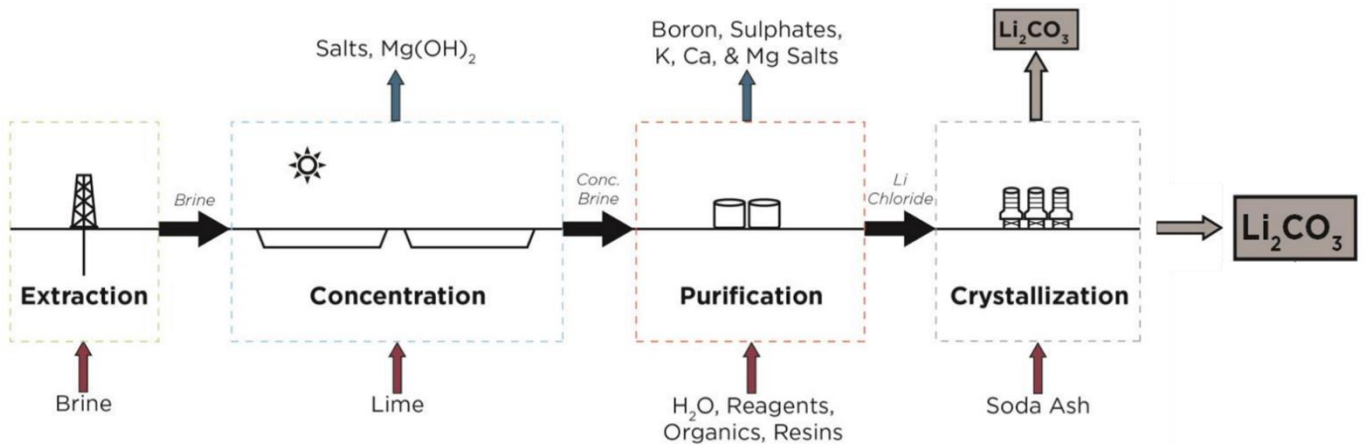 Salts, Mg(OH)₂
Boron, Sulphates,
K, Ca, & Mg Salts
Li₂CO₃
Brine
Conc.
Brine
Li
Chloride
Li₂CO₃
Extraction
Concentration
Purification
Crystallization
Brine
Lime
H₂O, Reagents,
Organics, Resins
Soda Ash